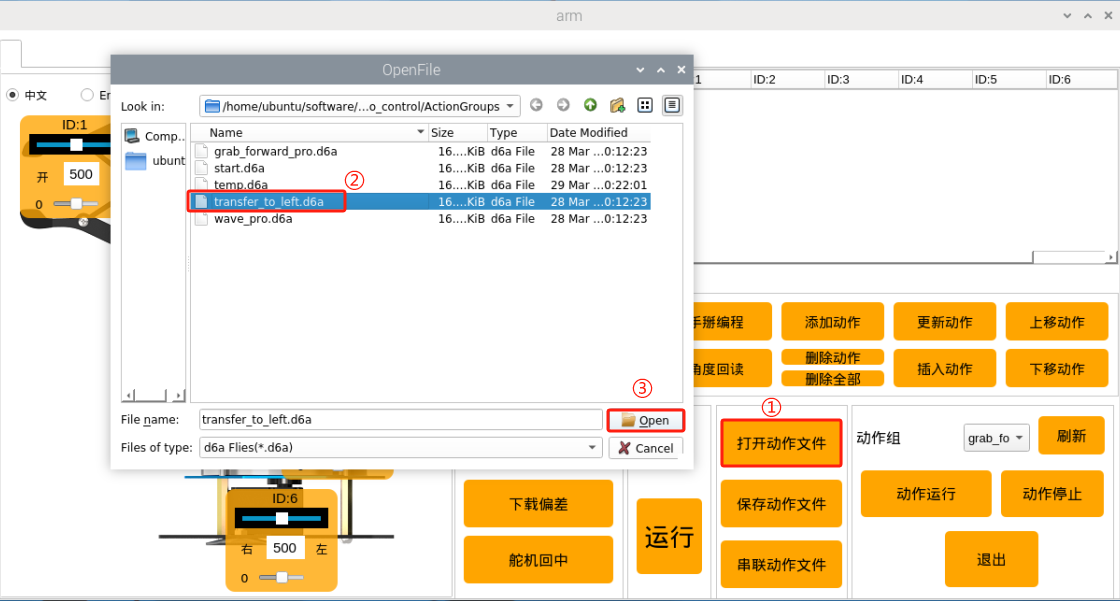 arm
OpenFile
中文
Look in:
/home/ubuntu/software/...o_control/ActionGroups
ID:2
ID:3
ID:4
ID:5
ID:6
ID:1
开
500
0
Comp..
ubunt
Name
Size
Type
Date Modified
grab_forward_pro.d6a 16....KiB d6a File 28 Mar ...0:12:23
start.d6a 16....KiB d6a File 28 Mar ...0:12:23
temp.d6a 16....KiB d6a File 29 Mar ...0:22:01
②
transfer_to_left.d6a 16....KiB d6a File 28 Mar ...0:12:23
wave_pro.d6a 16....KiB d6a File 28 Mar ...0:12:23
③
File name:
transfer_to_left.d6a
Open
Files of type:
d6a Flies(*.d6a)
Cancel
编程
添加动作
更新动作
上移动作
度回读
删除动作
删除全部
插入动作
下移动作
①
打开动作文件
保存动作文件
串联动作文件
动作组
grab_fo
刷新
动作运行
动作停止
退出
下载偏差
舵机回中
运行
ID:6
右
500
左
0